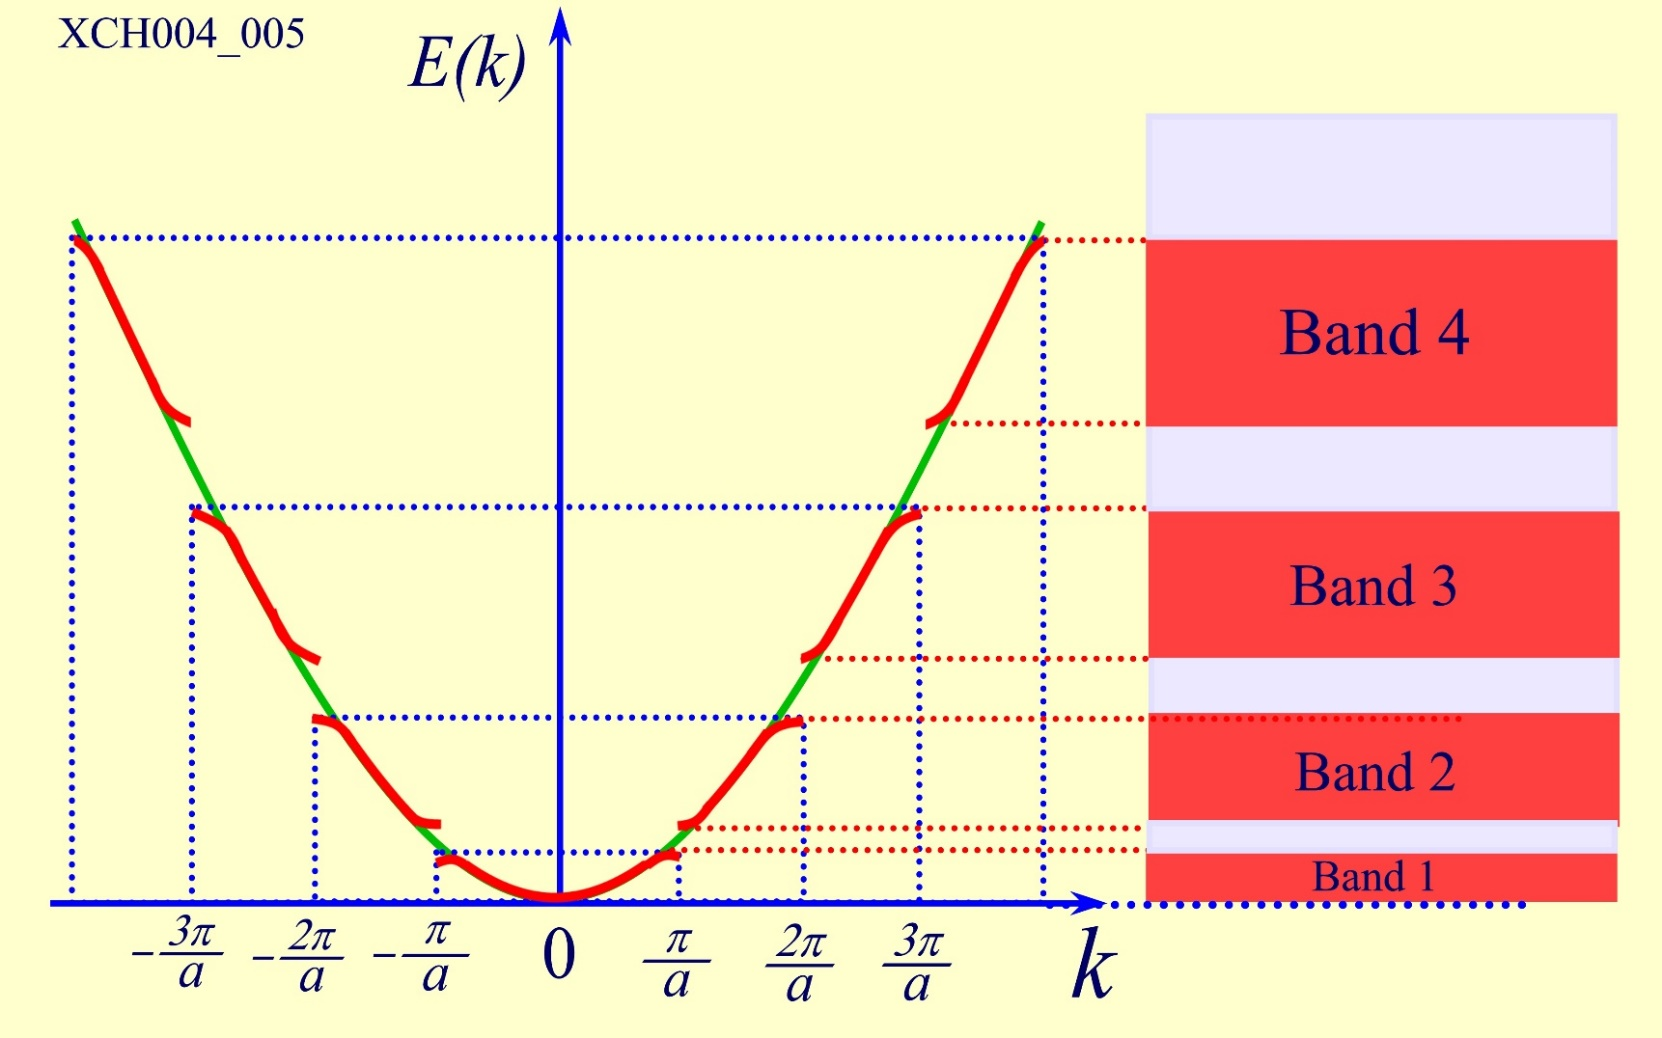 XCH004_005
E(k)
Band 4
Band 3
Band 2
Band 1
-3π/a -2π/a -π/a 0 π/a 2π/a 3π/a k